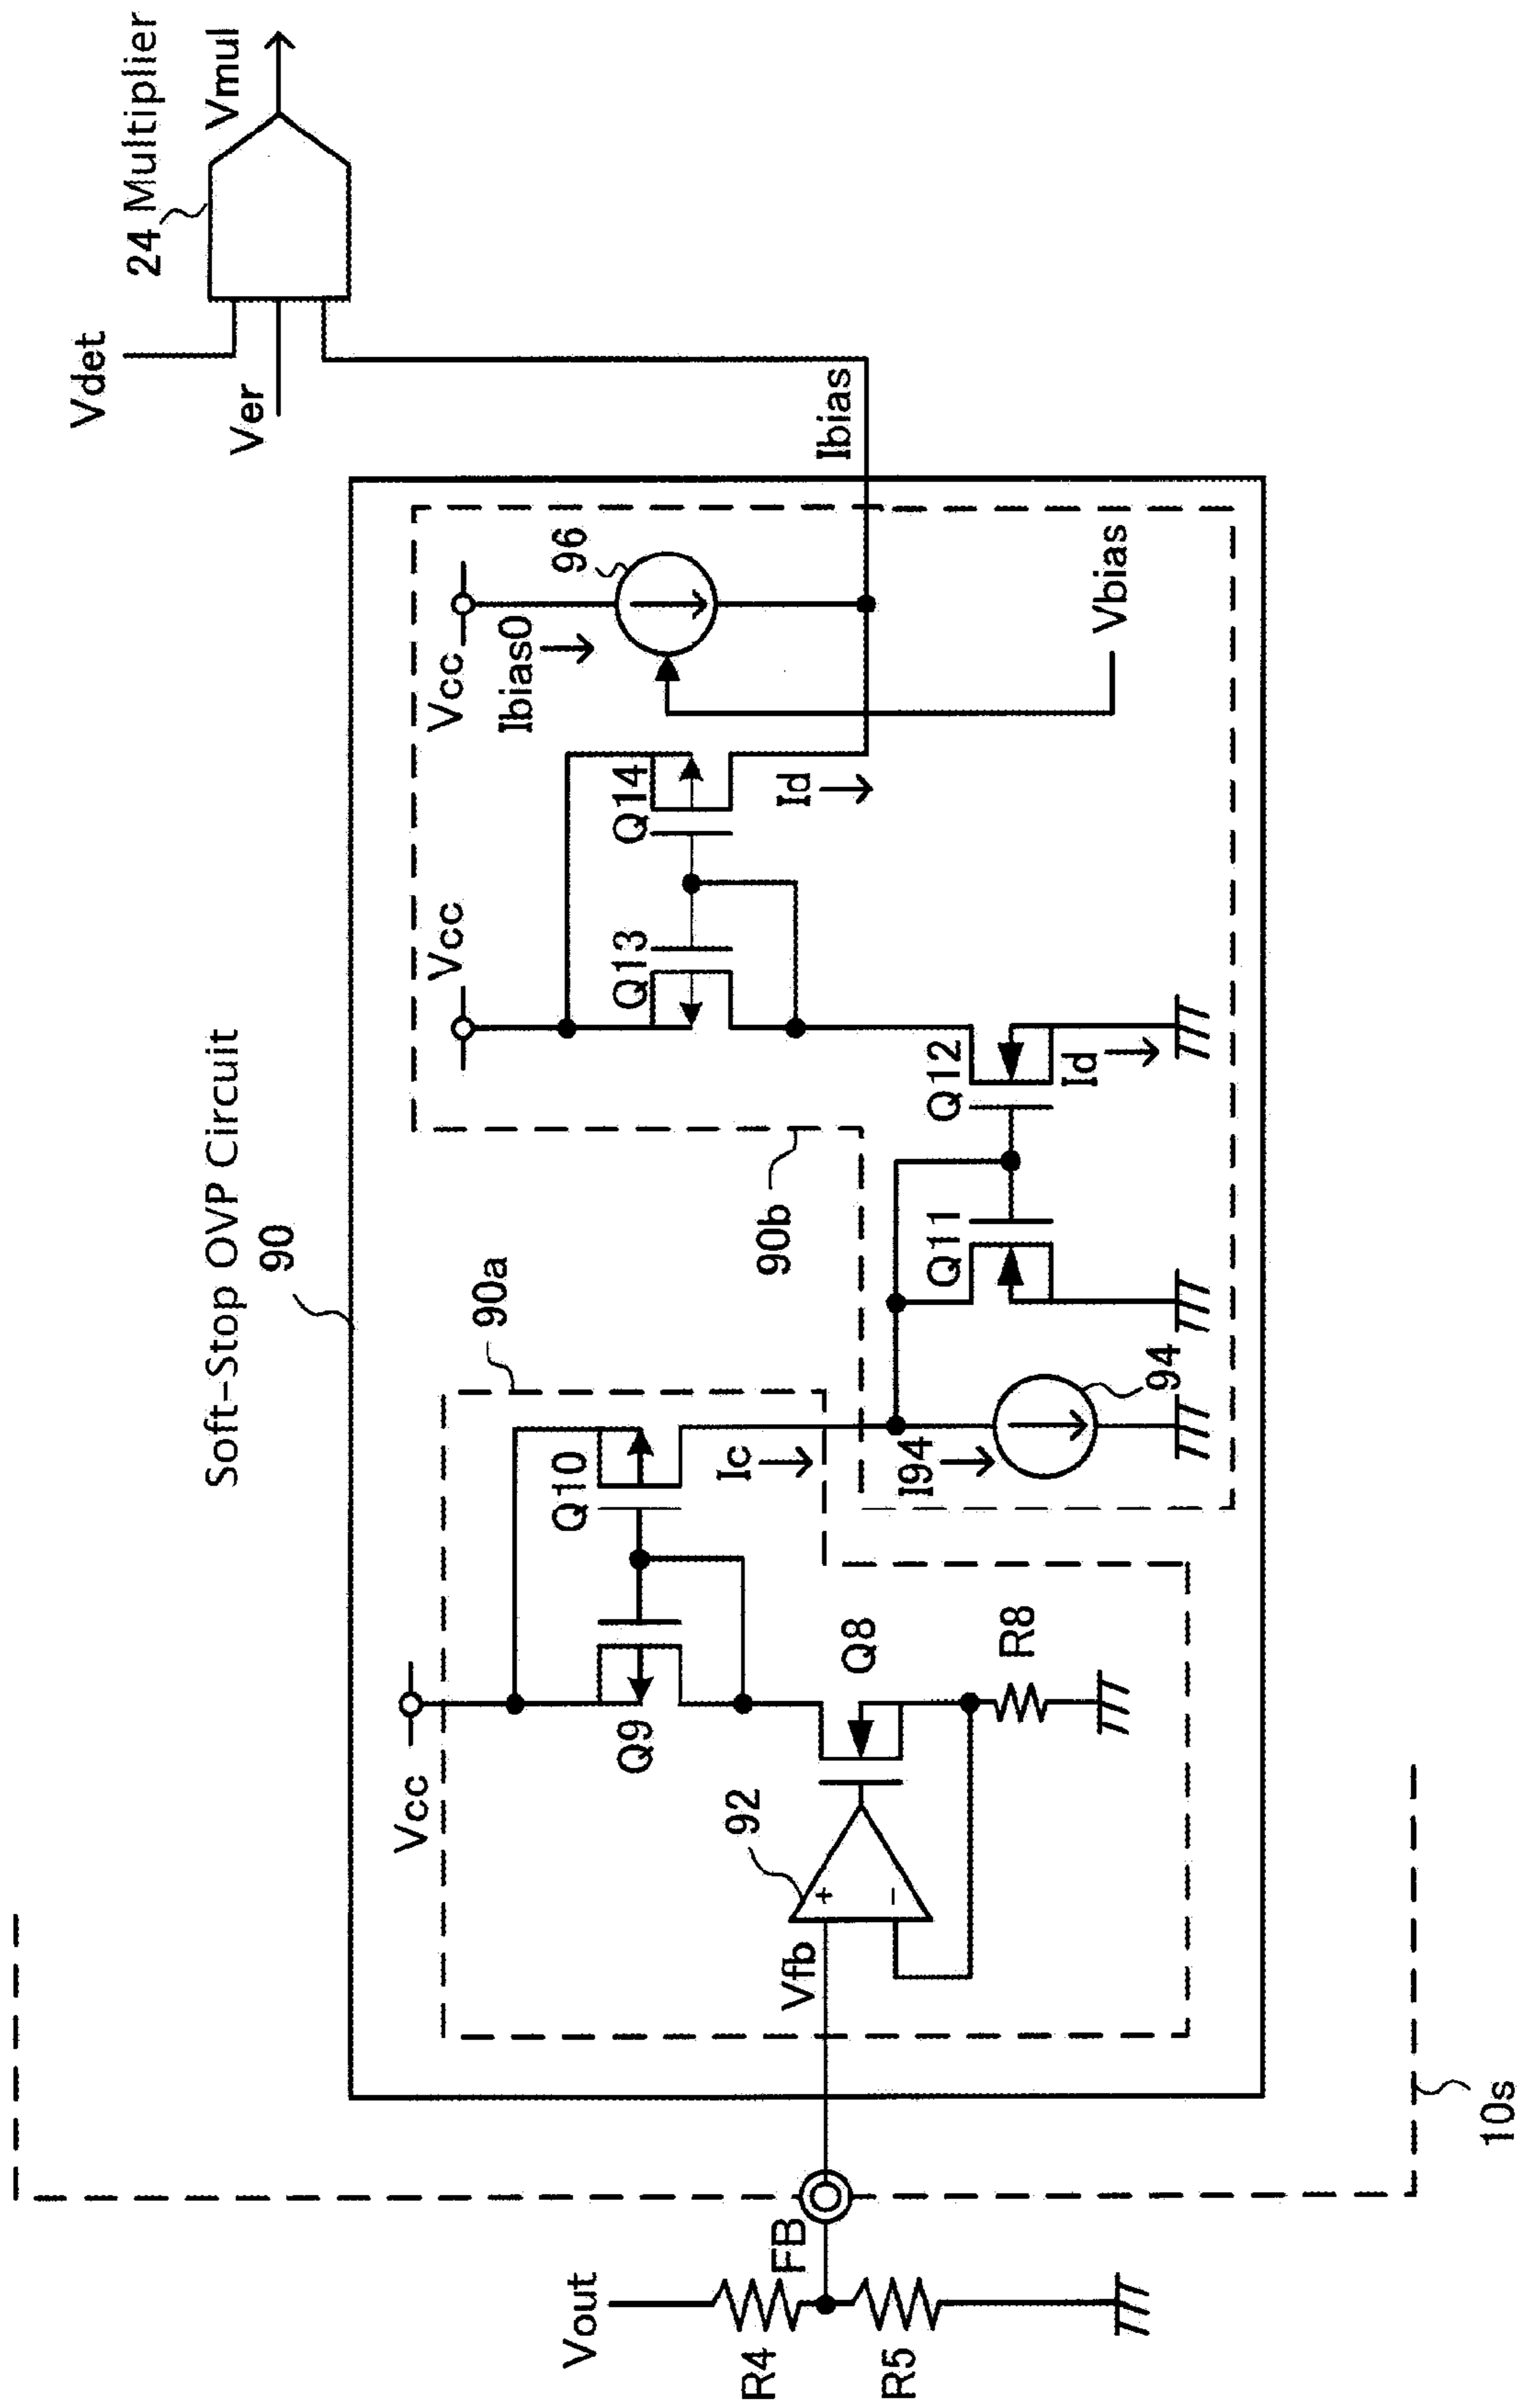 Soft-Stop OVP Circuit
90
24 Multiplier
Vmul
Vdet
Ver
Ibias
Vcc
Vcc
Vcc
Ibias0
96
90a
90b
Q9
Q10
Q13
Q14
Id
Ic
Vbias
92
+
-
Vfb
Q8
R8
I94
94
Q11
Q12
Id
Vout
R4
R5
FB
10s